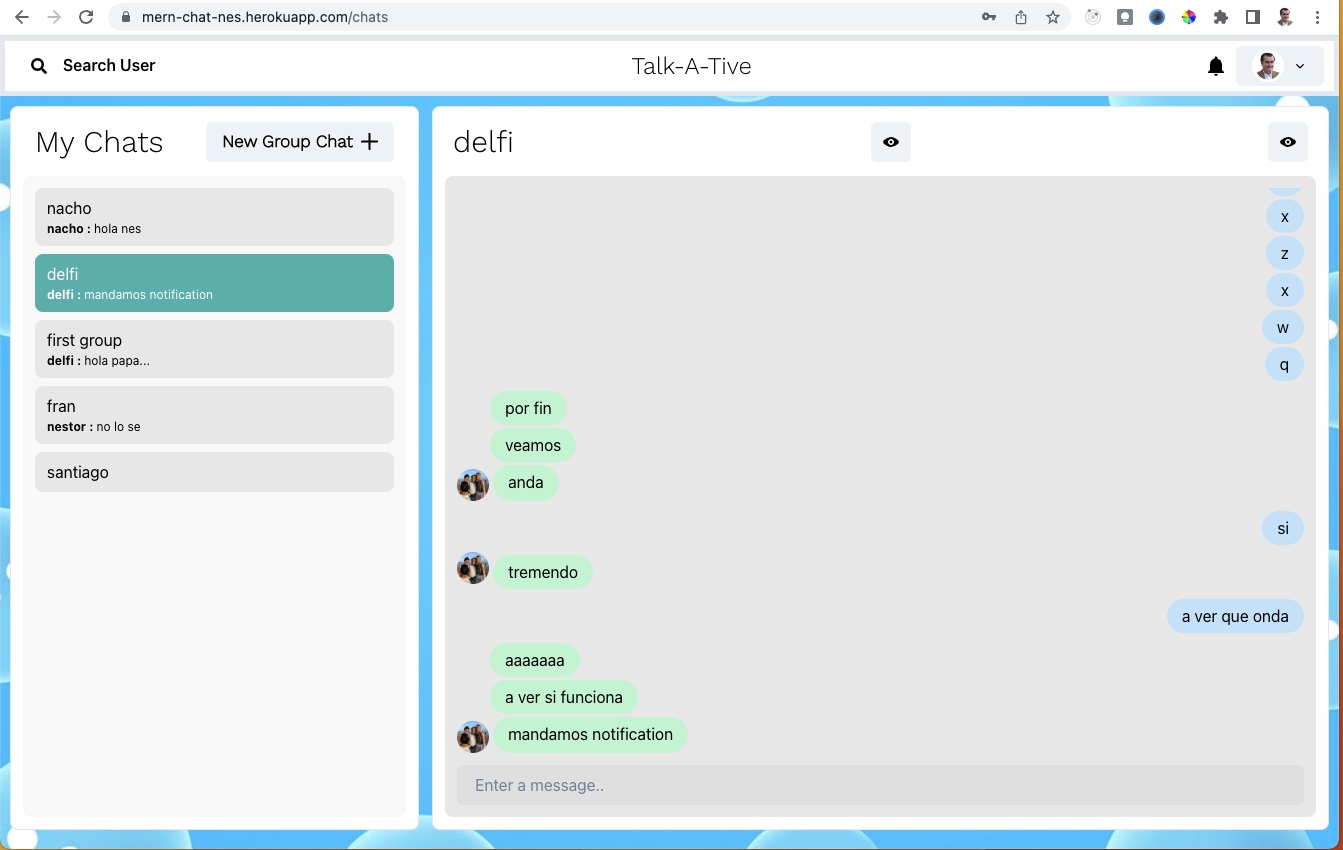 mern-chat-nes.herokuapp.com/chats
Search User
Talk-A-Tive
My Chats
New Group Chat
nacho
nacho : hola nes
delfi
delfi : mandamos notification
first group
delfi : hola papa...
fran
nestor : no lo se
santiago
delfi
x
z
x
w
q
por fin
veamos
anda
si
tremendo
a ver que onda
aaaaaaa
a ver si funciona
mandamos notification
Enter a message..